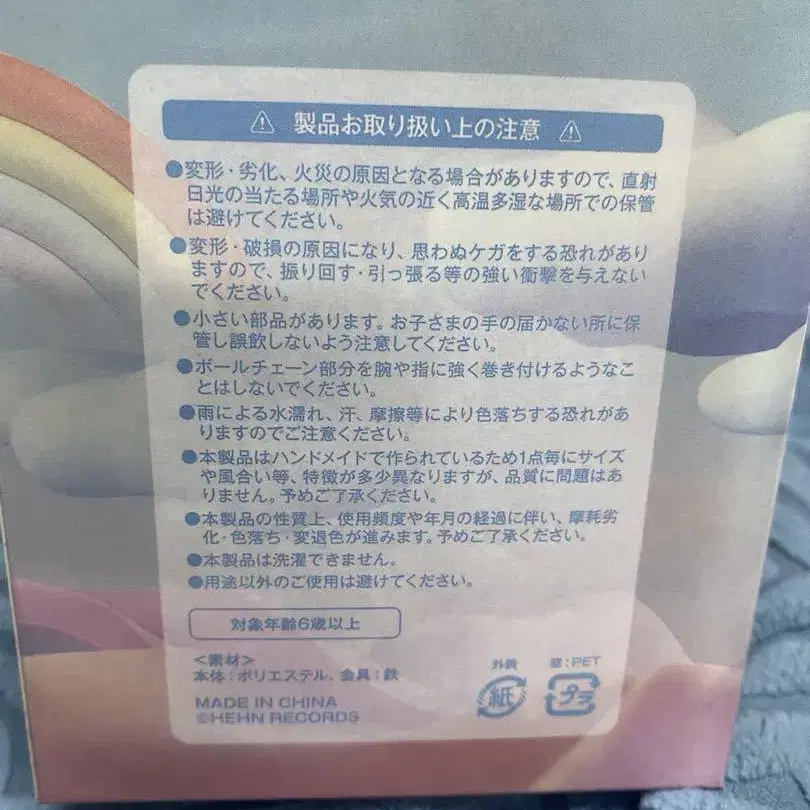 ⚠ 製品お取り扱い上の注意 ⚠
●変形・劣化、火災の原因となる場合がありますので、直射
日光の当たる場所や火気の近く高温多湿な場所での保管
は避けてください。
●変形・破損の原因になり、思わぬケガをする恐れがあり
ますので、振り回す・引っ張る等の強い衝撃を与えない
でください。
●小さい部品があります。お子さまの手の届かない所に保
管し誤飲しないよう注意してください。
●ボールチェーン部分を腕や指に強く巻き付けるようなこ
とはしないでください。
●雨による水濡れ、汗、摩擦等により色落ちする恐れがあ
りますのでご注意ください。
●本製品はハンドメイドで作られているため1点毎にサイズ
や風合い等、特徴が多少異なりますが、品質に問題はあ
りません。予めご了承ください。
●本製品の性質上、使用頻度や年月の経過に伴い、摩耗劣
化・色落ち・変退色が進みます。予めご了承ください。
●本製品は洗濯できません。
●用途以外のご使用は避けてください。
対象年齢6歳以上
<素材>
本体：ポリエステル、金具：鉄
MADE IN CHINA
©HEHN RECORDS
外装
紙
窓：PET
プラ